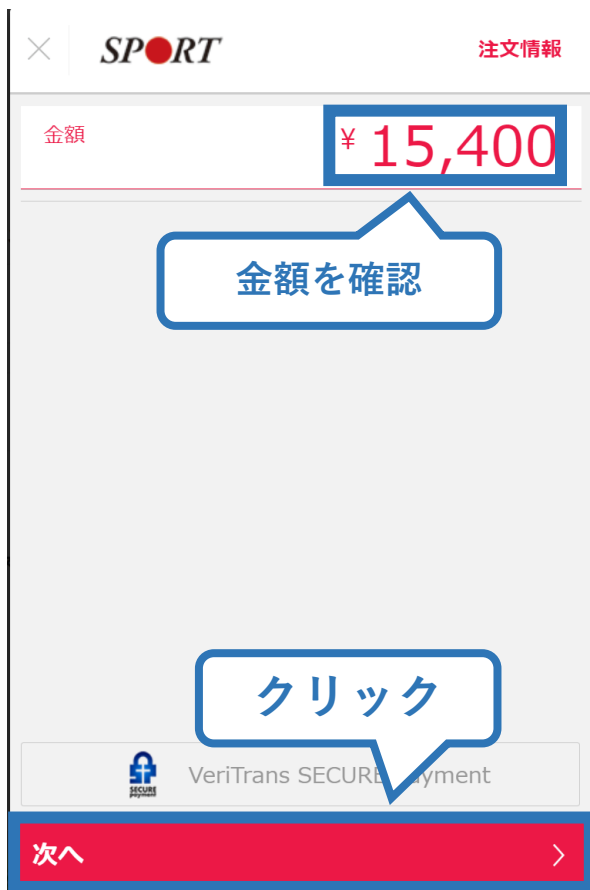 SPORT
注文情報
金額
¥ 15,400
金額を確認
クリック
SECURE
payment
VeriTrans SECURE Payment
次へ